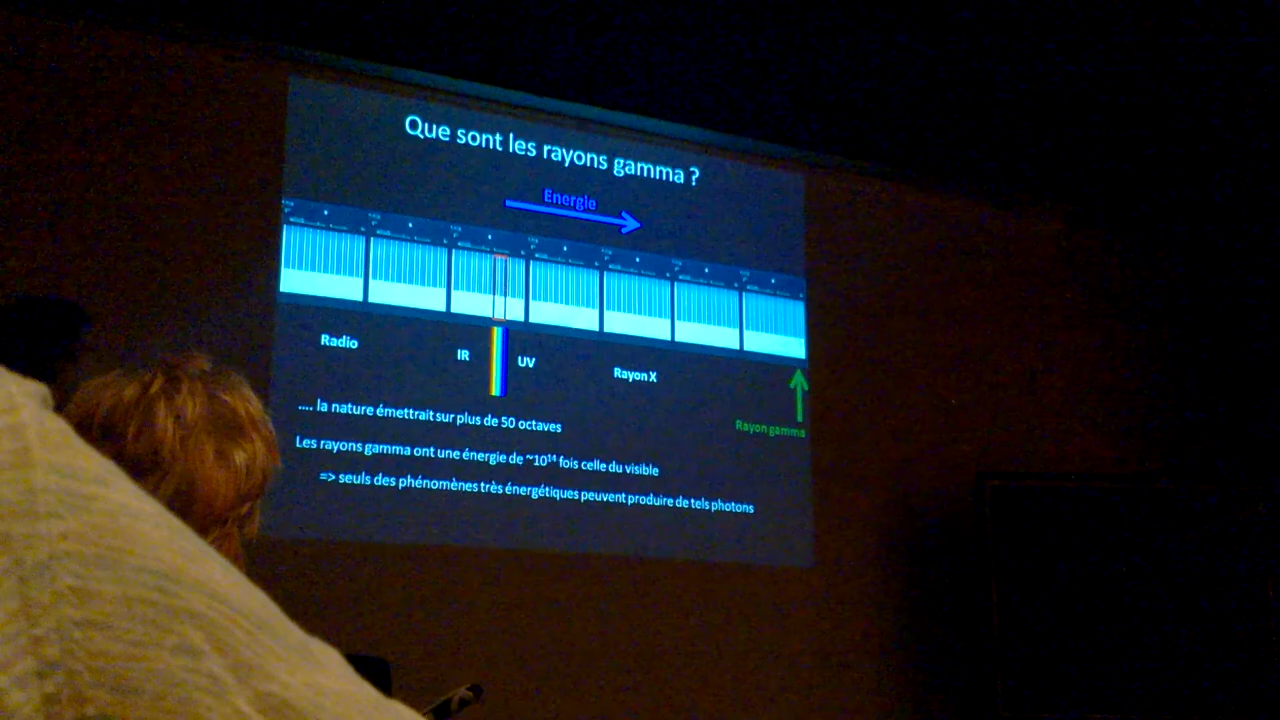 Que sont les rayons gamma ?
Energie
Radio
IR
UV
Rayon X
Rayon gamma
.... la nature émettrait sur plus de 50 octaves
Les rayons gamma ont une énergie de ~10¹⁴ fois celle du visible
=> seuls des phénomènes très énergétiques peuvent produire de tels photons